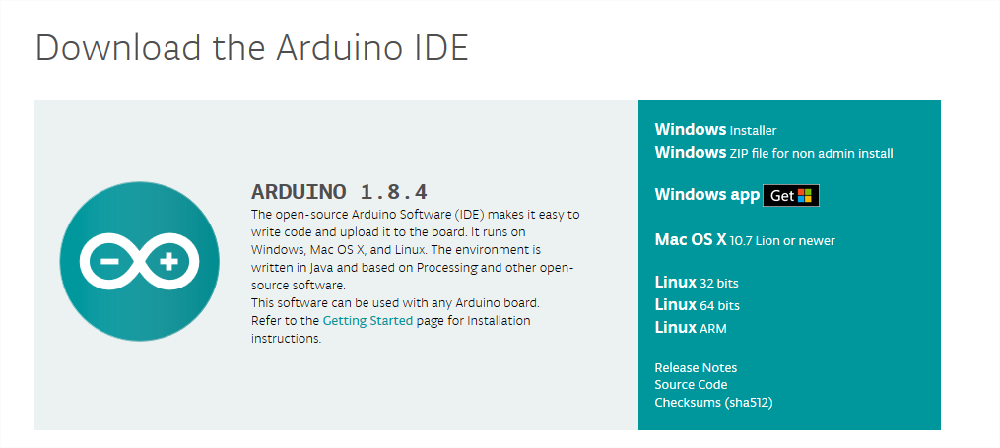 Download the Arduino IDE
ARDUINO 1.8.4
The open-source Arduino Software (IDE) makes it easy to
write code and upload it to the board. It runs on
Windows, Mac OS X, and Linux. The environment is
written in Java and based on Processing and other open-
source software.
This software can be used with any Arduino board.
Refer to the Getting Started page for Installation
instructions.
Windows Installer
Windows ZIP file for non admin install
Windows app Get
Mac OS X 10.7 Lion or newer
Linux 32 bits
Linux 64 bits
Linux ARM
Release Notes
Source Code
Checksums (sha512)